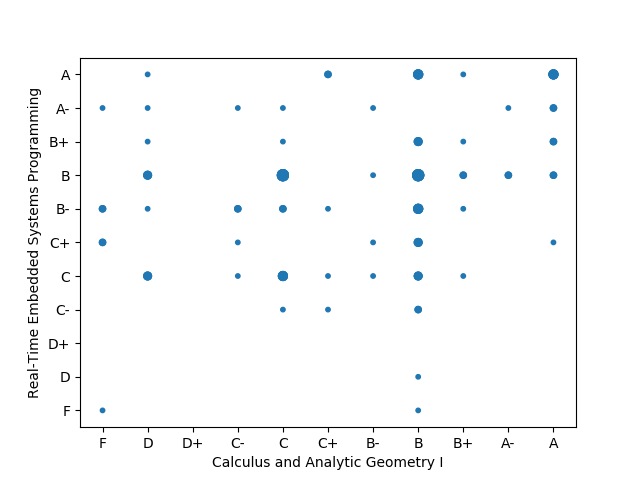 A
A-
B+
B
B-
C+
C
C-
D+
D
F
Real-Time Embedded Systems Programming
F D D+ C- C C+ B- B B+ A- A
Calculus and Analytic Geometry I